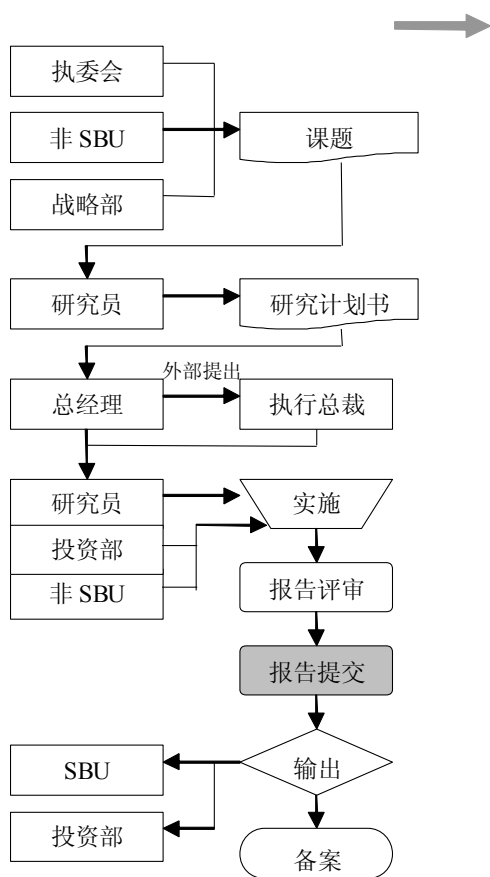 执委会
非 SBU
课题
战略部
研究员
研究计划书
外部提出
总经理
执行总裁
研究员
实施
投资部
非 SBU
报告评审
报告提交
输出
SBU
投资部
备案